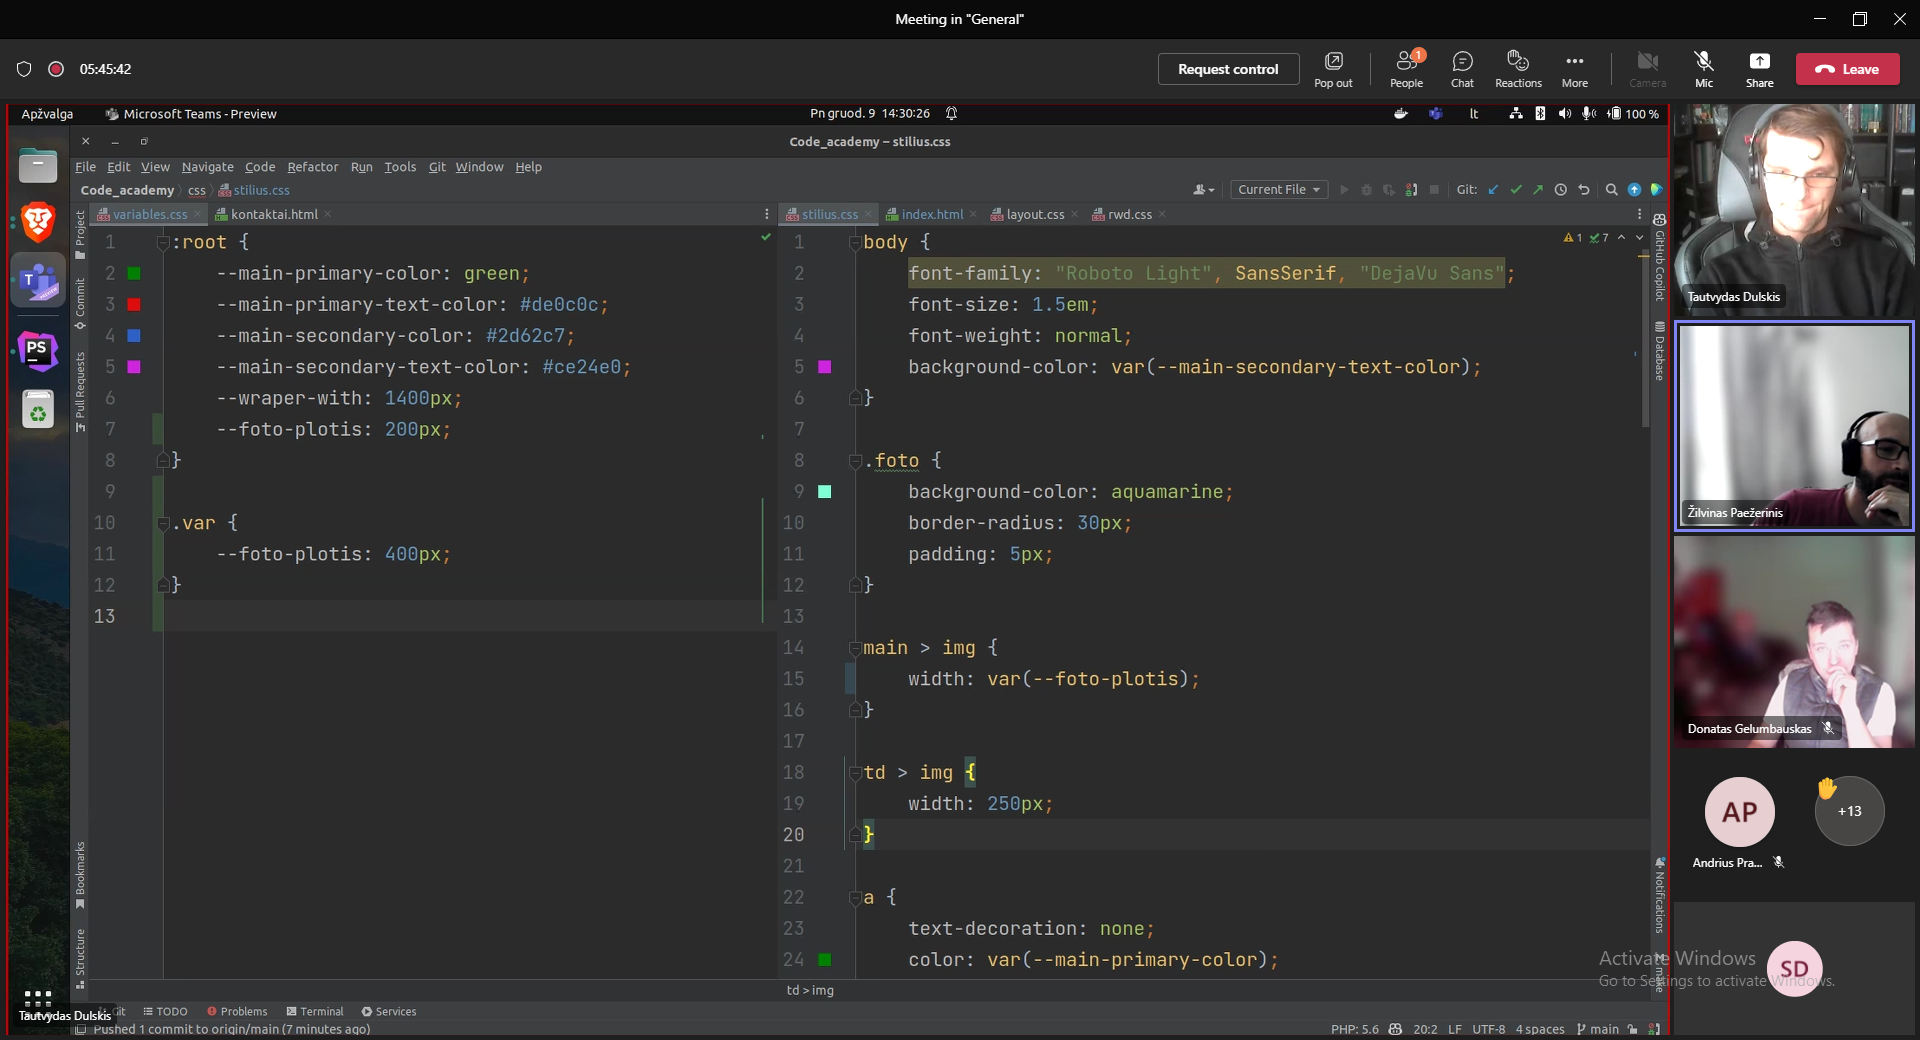 Meeting in "General"
05:45:42
Request control
Pop out
1
People
Chat
Reactions
More
Camera
Mic
Share
Leave
Apžvalga
Microsoft Teams - Preview
Pn gruod. 9 14:30:26
lt
100 %
Code_academy – stilius.css
File Edit View Navigate Code Refactor Run Tools Git Window Help
Code_academy css stilius.css
Current File
Git:
variables.css
kontaktai.html
stilius.css
index.html
layout.css
rwd.css
Project
Commit
Pull Requests
Bookmarks
Structure
1 :root {
2 --main-primary-color: green;
3 --main-primary-text-color: #de0c0c;
4 --main-secondary-color: #2d62c7;
5 --main-secondary-text-color: #ce24e0;
6 --wraper-with: 1400px;
7 --foto-plotis: 200px;
8 }
9
10 .var {
11 --foto-plotis: 400px;
12 }
13
1 7
1 body {
2 font-family: "Roboto Light", SansSerif, "DejaVu Sans";
3 font-size: 1.5em;
4 font-weight: normal;
5 background-color: var(--main-secondary-text-color);
6 }
7
8 .foto {
9 background-color: aquamarine;
10 border-radius: 30px;
11 padding: 5px;
12 }
13
14 main > img {
15 width: var(--foto-plotis);
16 }
17
18 td > img {
19 width: 250px;
20 }
21
22 a {
23 text-decoration: none;
24 color: var(--main-primary-color);
td > img
GitHub Copilot
Database
Notifications
T
PS
Git
TODO
Problems
Terminal
Services
Tautvydas Dulskis
Pushed 1 commit to origin/main (7 minutes ago)
PHP: 5.6
20:2
LF
UTF-8
4 spaces
main
Tautvydas Dulskis
Žilvinas Paežerinis
Donatas Gelumbauskas
AP
+13
Andrius Pra...
SD
Activate Windows
Go to Settings to activate Windows.